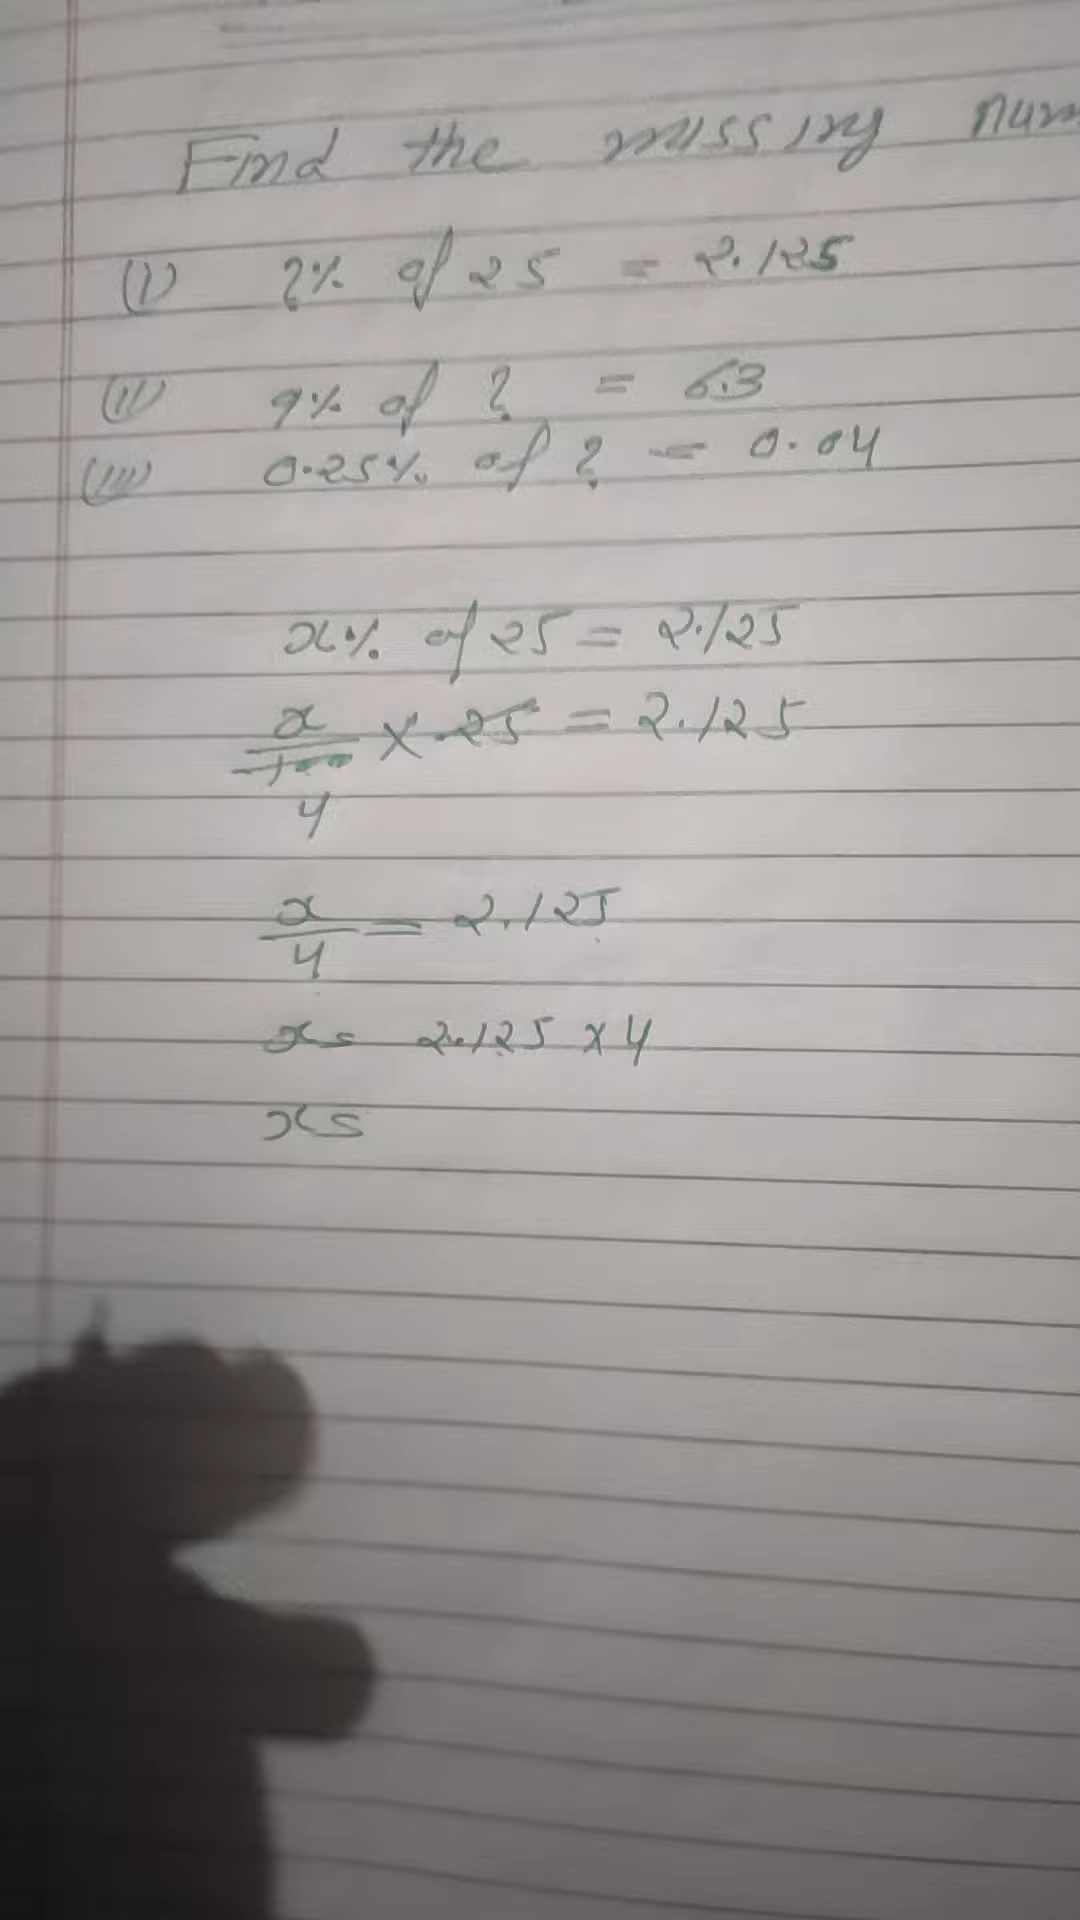 Find the missing num
(I) ?% of 25 = 2.125
(II) 9% of ? = 6.3
(III) 0.25% of ? = 0.04
x% of 25 = 2.125
x/100 × 25 = 2.125
4
x/4 = 2.125
x = 2.125 × 4
x =